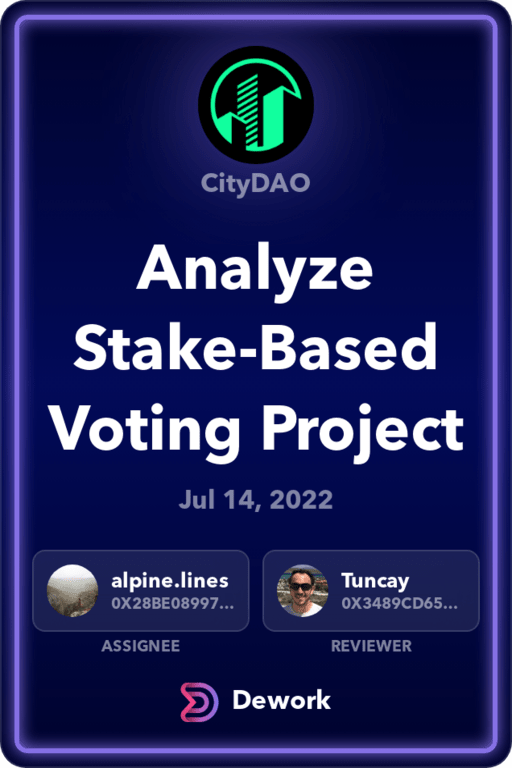 CityDAO
Analyze
Stake-Based
Voting Project
Jul 14, 2022
alpine.lines
0X28BE08997...
Tuncay
0X3489CD65...
ASSIGNEE
REVIEWER
Dework